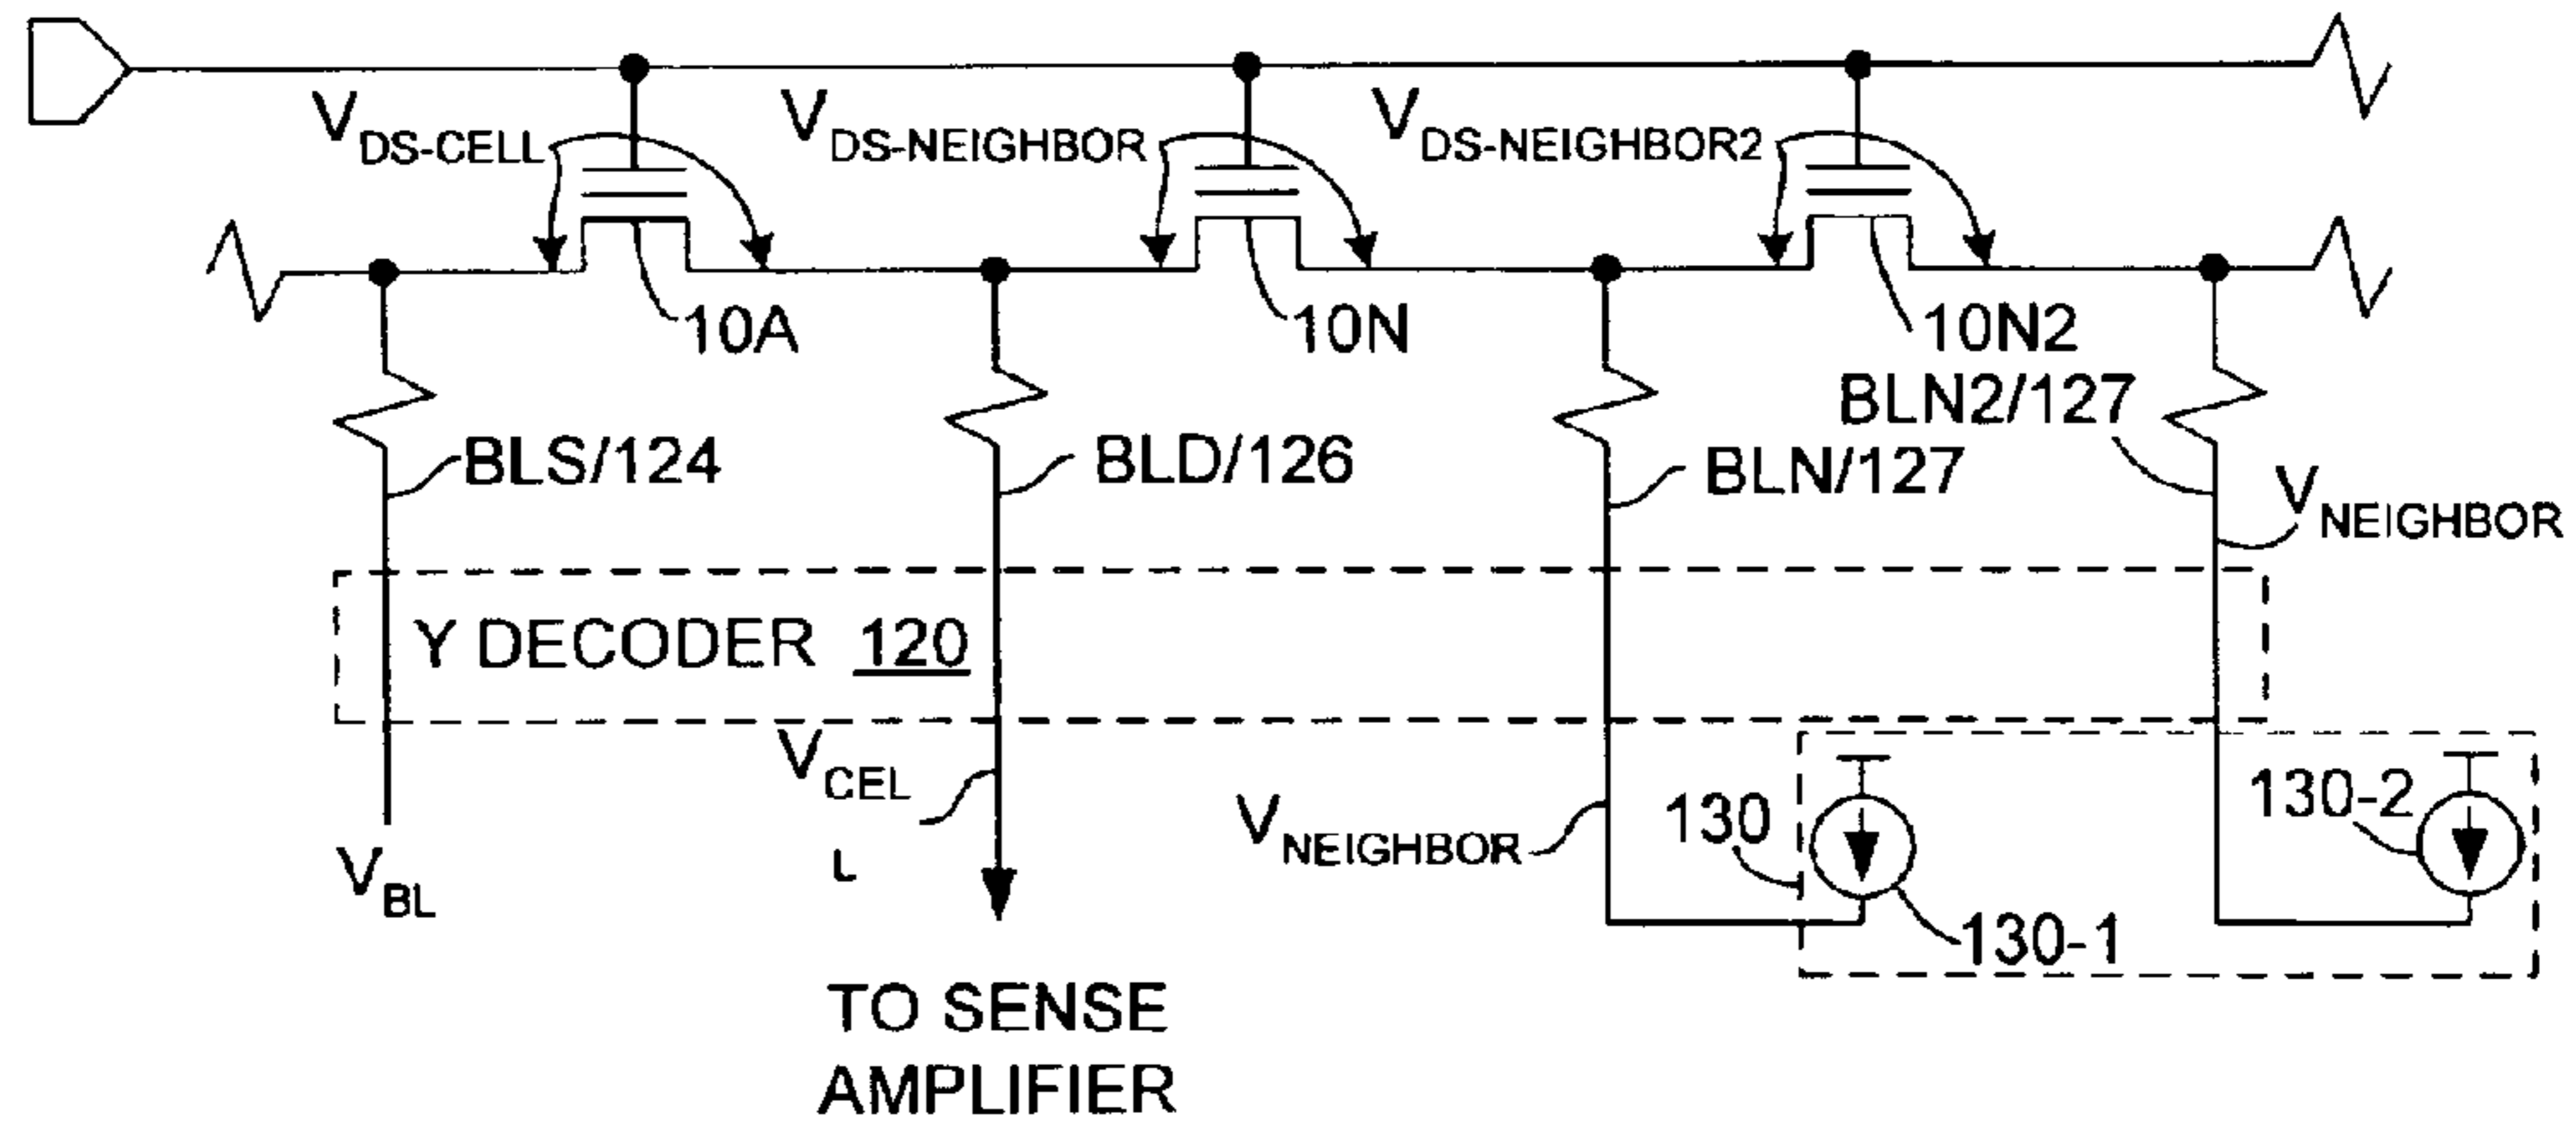 VDS-CELL
VDS-NEIGHBOR
VDS-NEIGHBOR2
10A
10N
10N2
BLS/124
BLD/126
BLN/127
BLN2/127
VNEIGHBOR
Y DECODER 120
VCEL
L
VBL
VNEIGHBOR
130
130-1
130-2
TO SENSE
AMPLIFIER